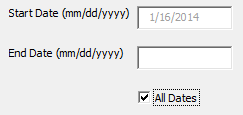 Start Date (mm/dd/yyyy) 1/16/2014
End Date (mm/dd/yyyy)
All Dates